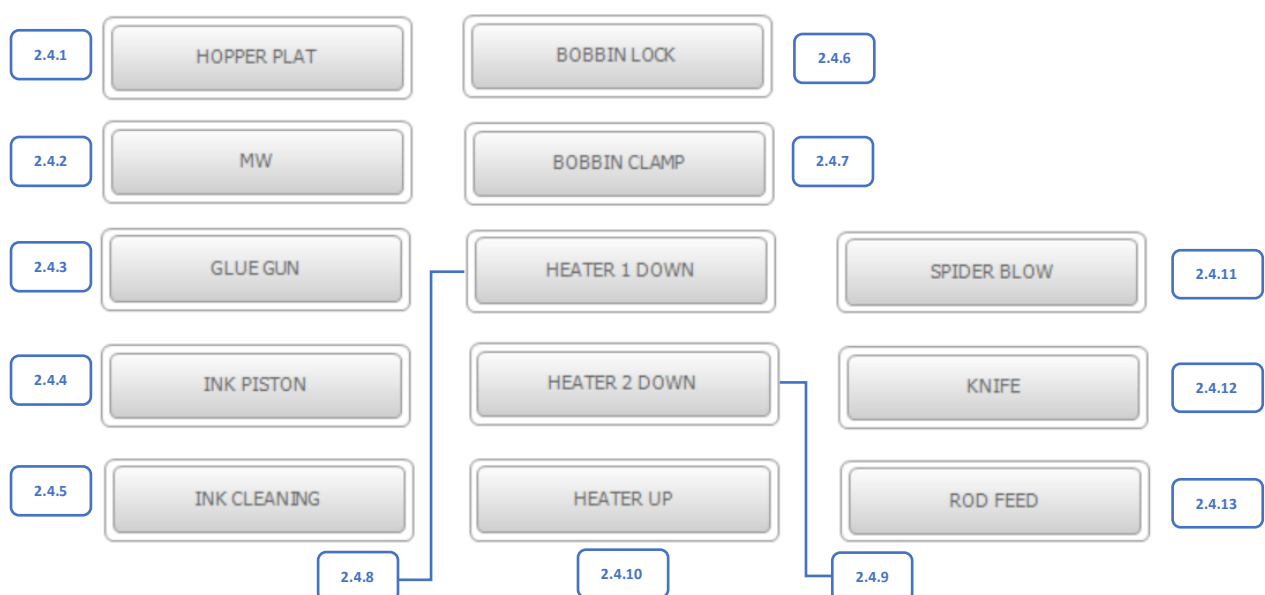 2.4.1
HOPPER PLAT
BOBBIN LOCK
2.4.6
2.4.2
MW
BOBBIN CLAMP
2.4.7
2.4.3
GLUE GUN
HEATER 1 DOWN
SPIDER BLOW
2.4.11
2.4.4
INK PISTON
HEATER 2 DOWN
KNIFE
2.4.12
2.4.5
INK CLEANING
HEATER UP
ROD FEED
2.4.13
2.4.8
2.4.10
2.4.9